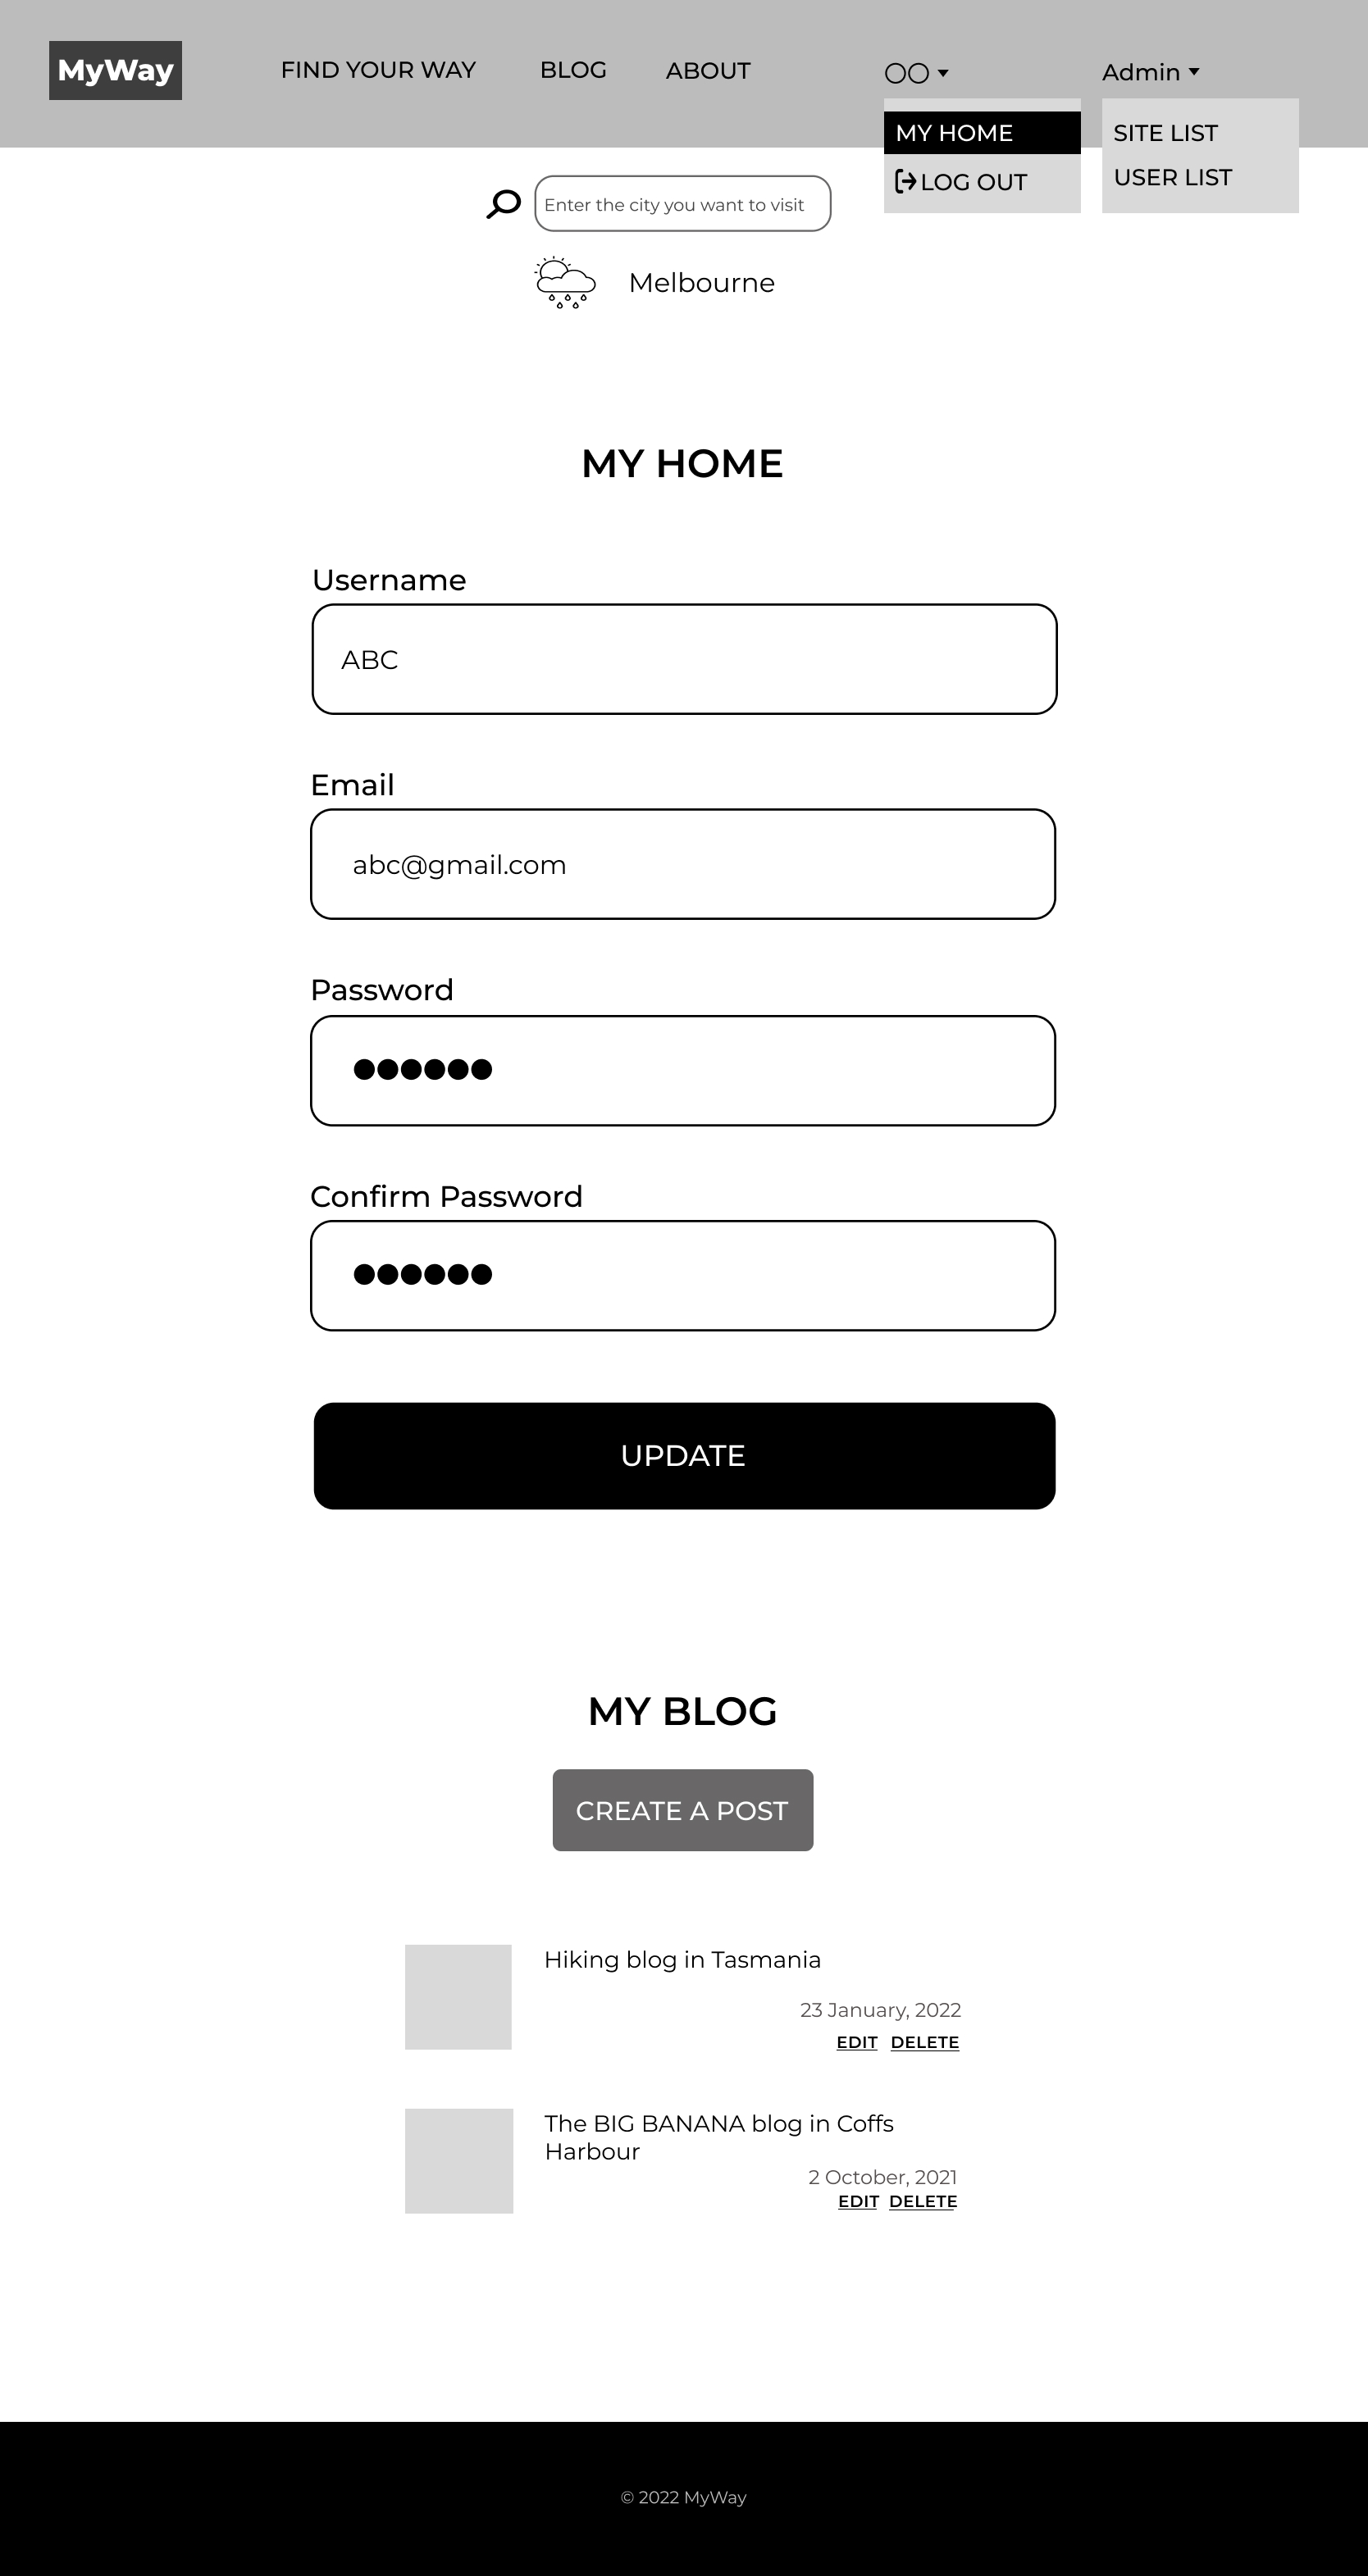 MyWay
FIND YOUR WAY
BLOG
ABOUT
○○
Admin
MY HOME
LOG OUT
SITE LIST
USER LIST
Enter the city you want to visit
Melbourne
MY HOME
Username
ABC
Email
abc@gmail.com
Password
●●●●●●
Confirm Password
●●●●●●
UPDATE
MY BLOG
CREATE A POST
Hiking blog in Tasmania
23 January, 2022
EDIT DELETE
The BIG BANANA blog in Coffs
Harbour
2 October, 2021
EDIT DELETE
© 2022 MyWay